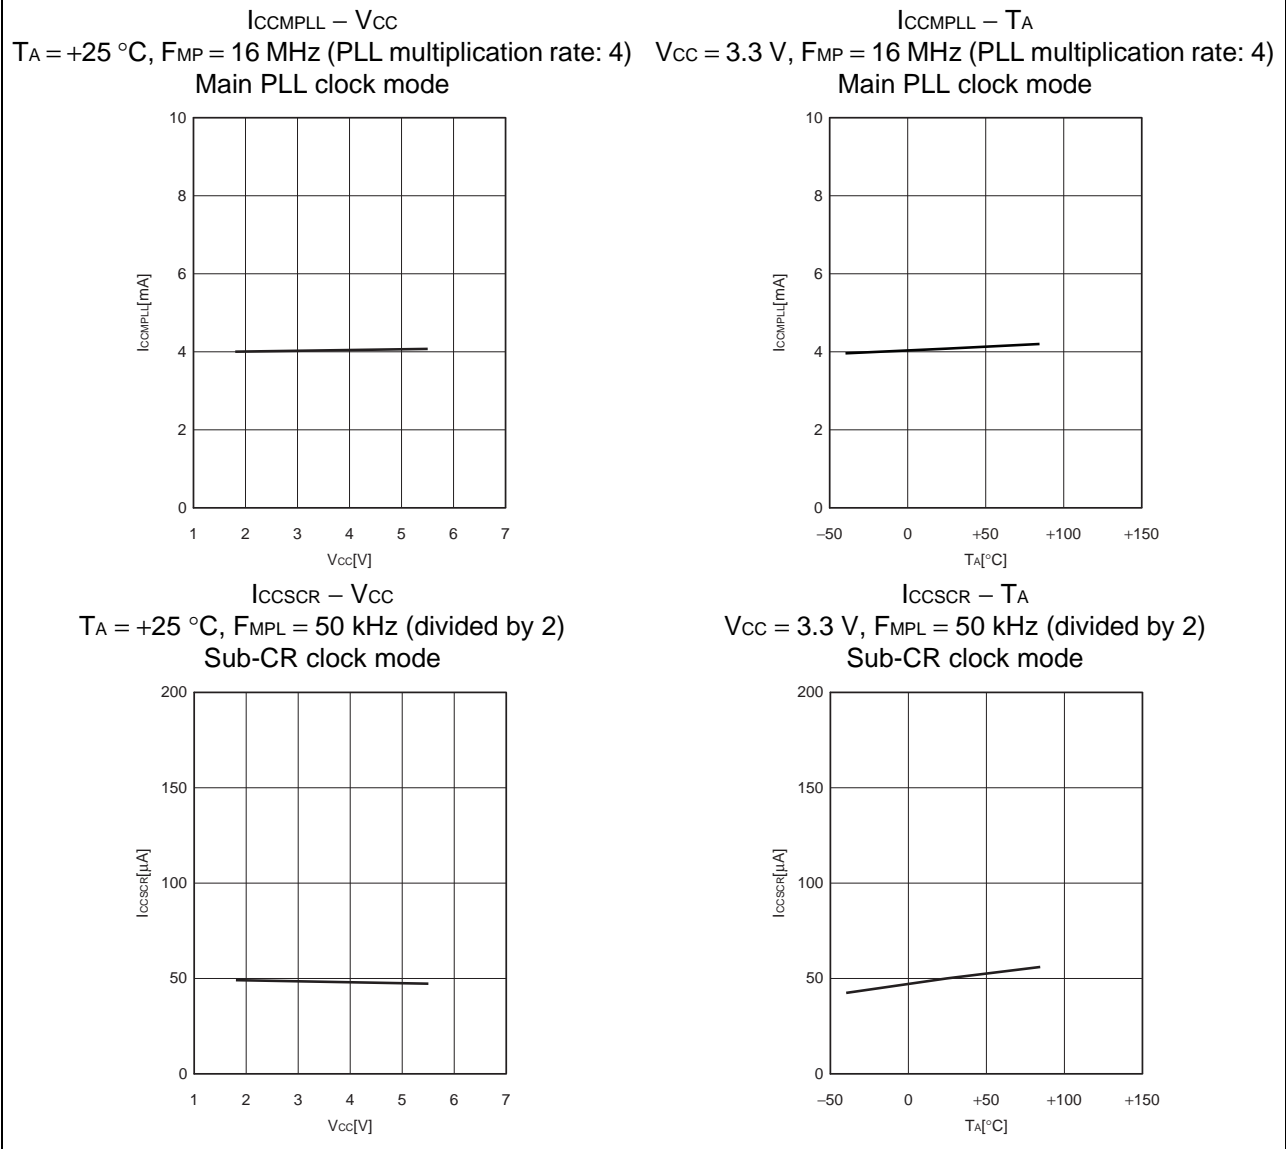 ICCMPLL − VCC
TA = +25 °C, FMP = 16 MHz (PLL multiplication rate: 4)
Main PLL clock mode
10
8
6
4
2
0
ICCMPLL[mA]
1 2 3 4 5 6 7
VCC[V]
ICCMPLL − TA
VCC = 3.3 V, FMP = 16 MHz (PLL multiplication rate: 4)
Main PLL clock mode
10
8
6
4
2
0
ICCMPLL[mA]
−50 0 +50 +100 +150
TA[°C]
ICCSCR − VCC
TA = +25 °C, FMPL = 50 kHz (divided by 2)
Sub-CR clock mode
200
150
100
50
0
ICCSCR[μA]
1 2 3 4 5 6 7
VCC[V]
ICCSCR − TA
VCC = 3.3 V, FMPL = 50 kHz (divided by 2)
Sub-CR clock mode
200
150
100
50
0
ICCSCR[μA]
−50 0 +50 +100 +150
TA[°C]